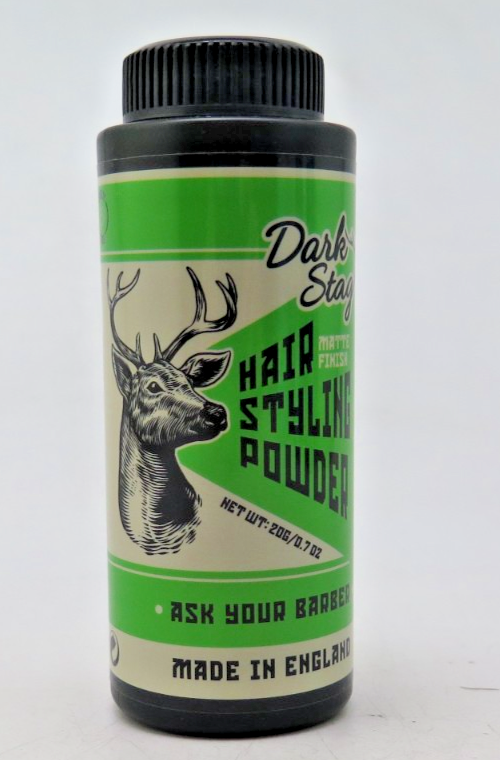 Dark
Stag
HAIR
MATTE
FINISH
STYLING
POWDER
NET WT: 20G/0.7 OZ
• ASK YOUR BARBER
MADE IN ENGLAND